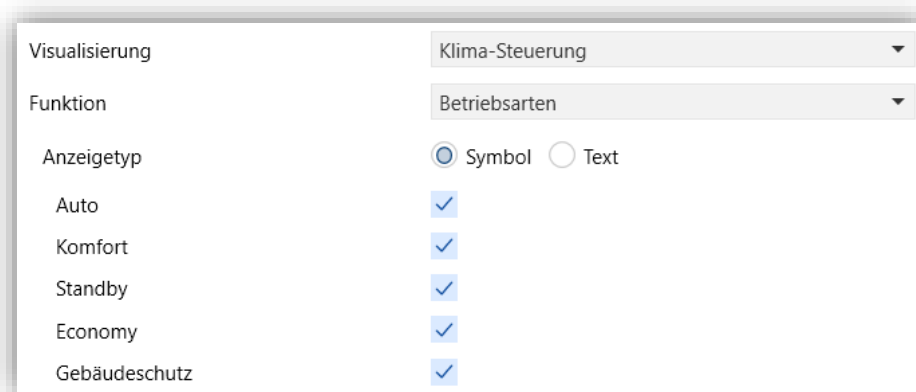 Visualisierung Klima-Steuerung
Funktion Betriebsarten
Anzeigetyp Symbol Text
Auto
Komfort
Standby
Economy
Gebäudeschutz